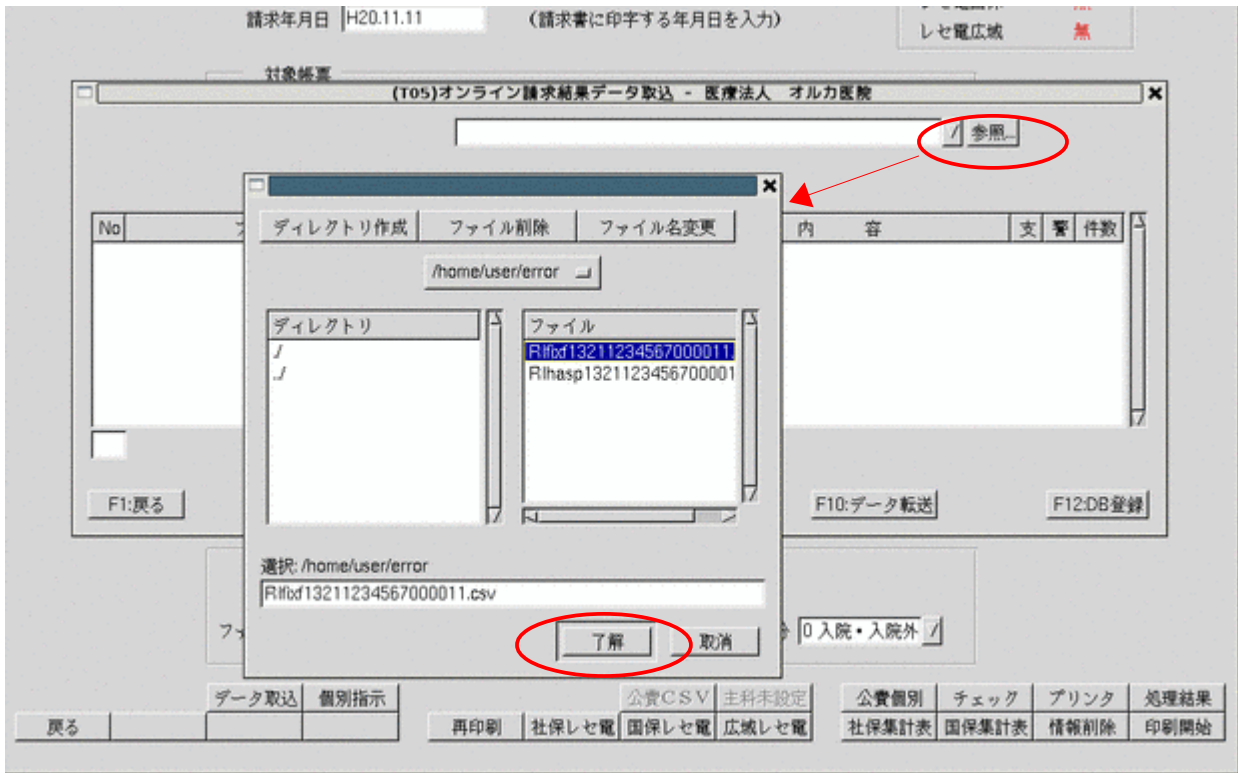 請求年月日 H20.11.11 (請求書に印字する年月日を入力)
レセ電広域 無
対象帳票
(T05)オンライン請求結果データ取込 - 医療法人 オルカ医院
参照...
No
内 容 支 警 件数
ディレクトリ作成 ファイル削除 ファイル名変更
/home/user/error
ディレクトリ
./
../
ファイル
RIfixf13211234567000011.
RIhasp1321123456700001
F1:戻る
F10:データ転送 F12:DB登録
選択: /home/user/error
RIfixf13211234567000011.csv
了解 取消
0 入院・入院外
データ取込 個別指示 公費CSV 主科未設定 公費個別 チェック プリンタ 処理結果
戻る 再印刷 社保レセ電 国保レセ電 広域レセ電 社保集計表 国保集計表 情報削除 印刷開始